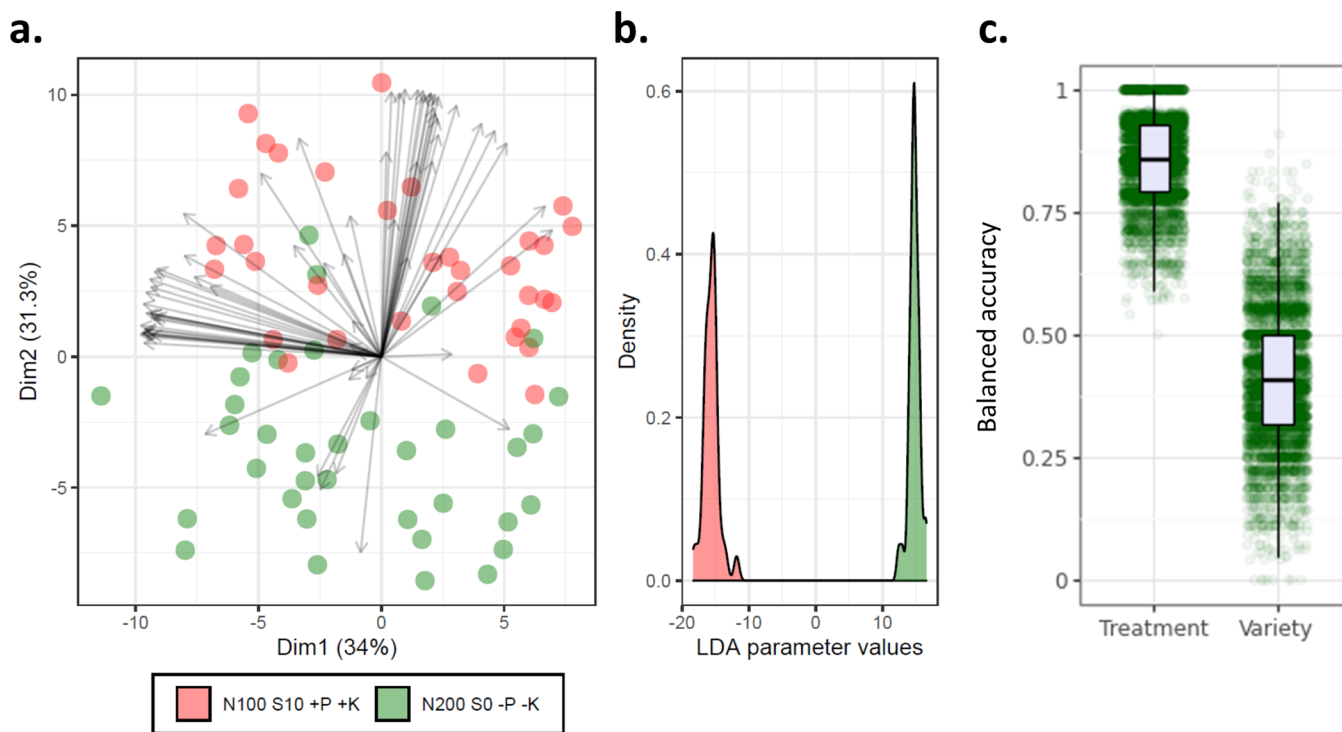 a.
10
5
0
-5
-10
-5
0
5
Dim2 (31.3%)
Dim1 (34%)
N100 S10 +P +K
N200 S0 -P -K
b.
0.6
0.4
0.2
0.0
-20
-10
0
10
Density
LDA parameter values
c.
1
0.75
0.50
0.25
0
Balanced accuracy
Treatment
Variety